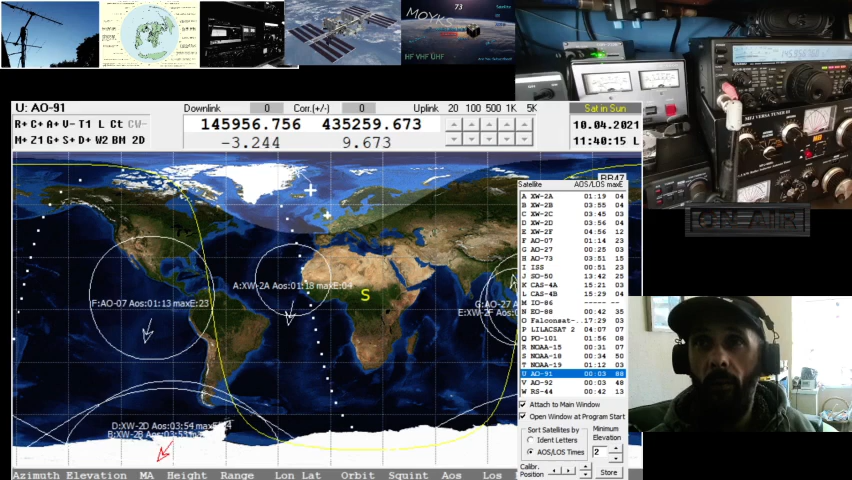 73
MOYKS
HF VHF UHF
U: AO-91
Downlink 0 Corr.(+/-) 0 Uplink 20 100 500 1K 5K
Sat in Sun
R+ C+ A+ V- T1 L Ct CW-
145956.756 435259.673
10.04.2021
M+ Z1 G+ S+ D+ W2 BM 2D
-3.244 9.673
11:40:15 L
MFJ VERSA TUNER
ON AIR
Satellite AOS/LOS maxE
A XW-2A 01:19 04
B XW-2B 03:55 04
C XW-2C 03:45 03
D XW-2D 03:56 04
E XW-2F 04:56 12
F AO-07 01:14 23
G AO-27 00:25 03
H AO-73 03:51 15
I ISS 00:51 23
J SO-50 13:42 25
K CAS-4A 15:21 03
L CAS-4B 15:29 04
M IO-86 ----- --
N EO-88 00:42 35
O Falconsat- 17:29 03
P LILACSAT 2 04:07 07
Q PO-101 01:56 08
R NOAA-15 00:31 07
S NOAA-18 00:34 50
T NOAA-19 01:12 03
U AO-91 00:03 88
V AO-92 00:03 48
W RS-44 00:42 13
A:XW-2A Aos:01:18 maxE:04
S
F:AO-07 Aos:01:13 maxE:23
G:AO-27
E:XW-2F Aos
D:XW-2D Aos:03:54
B:XW-2B Aos:03:53
Attach to Main Window
Open Window at Program Start
Sort Satellites by
Ident Letters
AOS/LOS Times
Minimum
Elevation
2
Calibr.
Position
Store
Azimuth Elevation MA Height Range Lon Lat Orbit Squint Aos Los